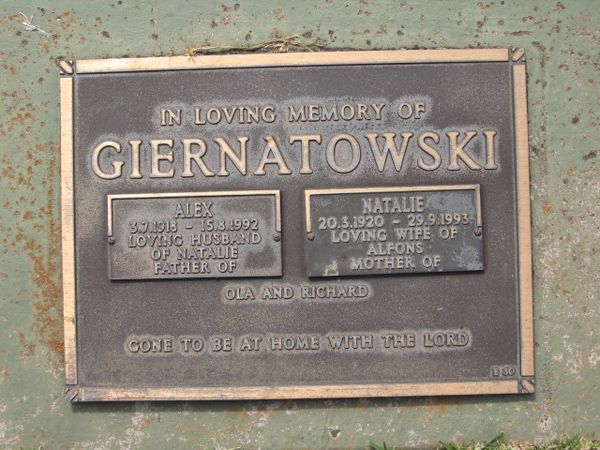 IN LOVING MEMORY OF
GIERNATOWSKI
ALEX
3.7.1918 - 15.8.1992
LOVING HUSBAND
OF NATALIE
FATHER OF
NATALIE
20.3.1920 - 29.9.1993
LOVING WIFE OF
ALFONS
MOTHER OF
OLA AND RICHARD
GONE TO BE AT HOME WITH THE LORD